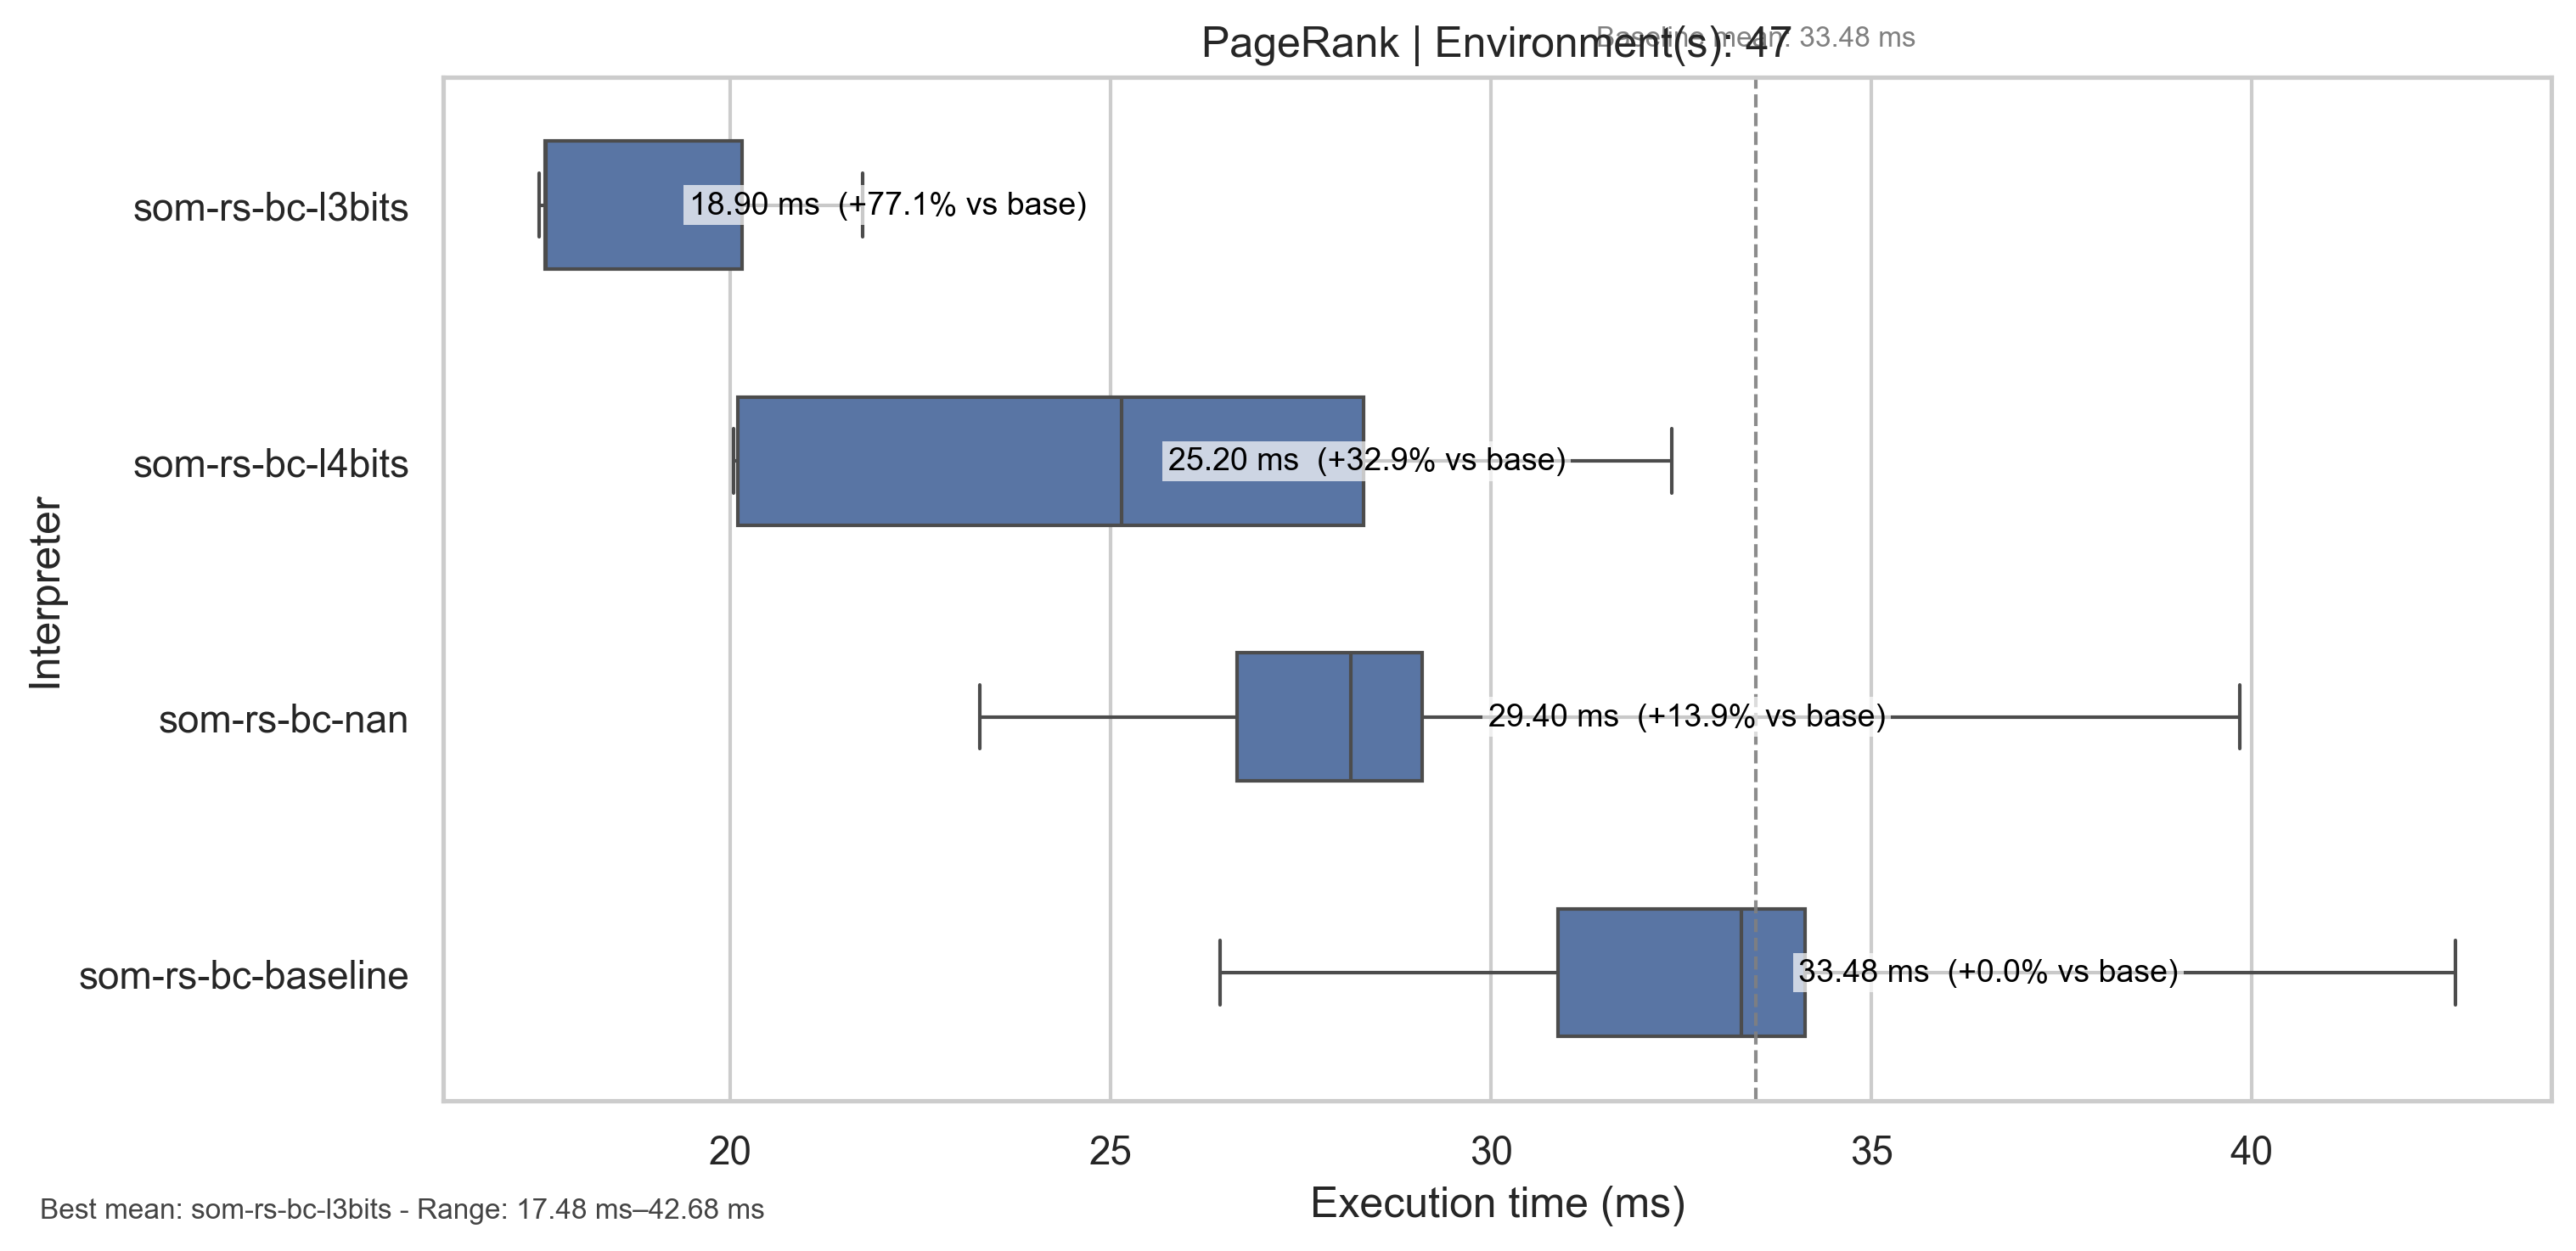 PageRank | Environment(s): 47
Baseline mean: 33.48 ms
Interpreter
som-rs-bc-l3bits
18.90 ms (+77.1% vs base)
som-rs-bc-l4bits
25.20 ms (+32.9% vs base)
som-rs-bc-nan
29.40 ms (+13.9% vs base)
som-rs-bc-baseline
33.48 ms (+0.0% vs base)
20 25 30 35 40
Execution time (ms)
Best mean: som-rs-bc-l3bits - Range: 17.48 ms–42.68 ms